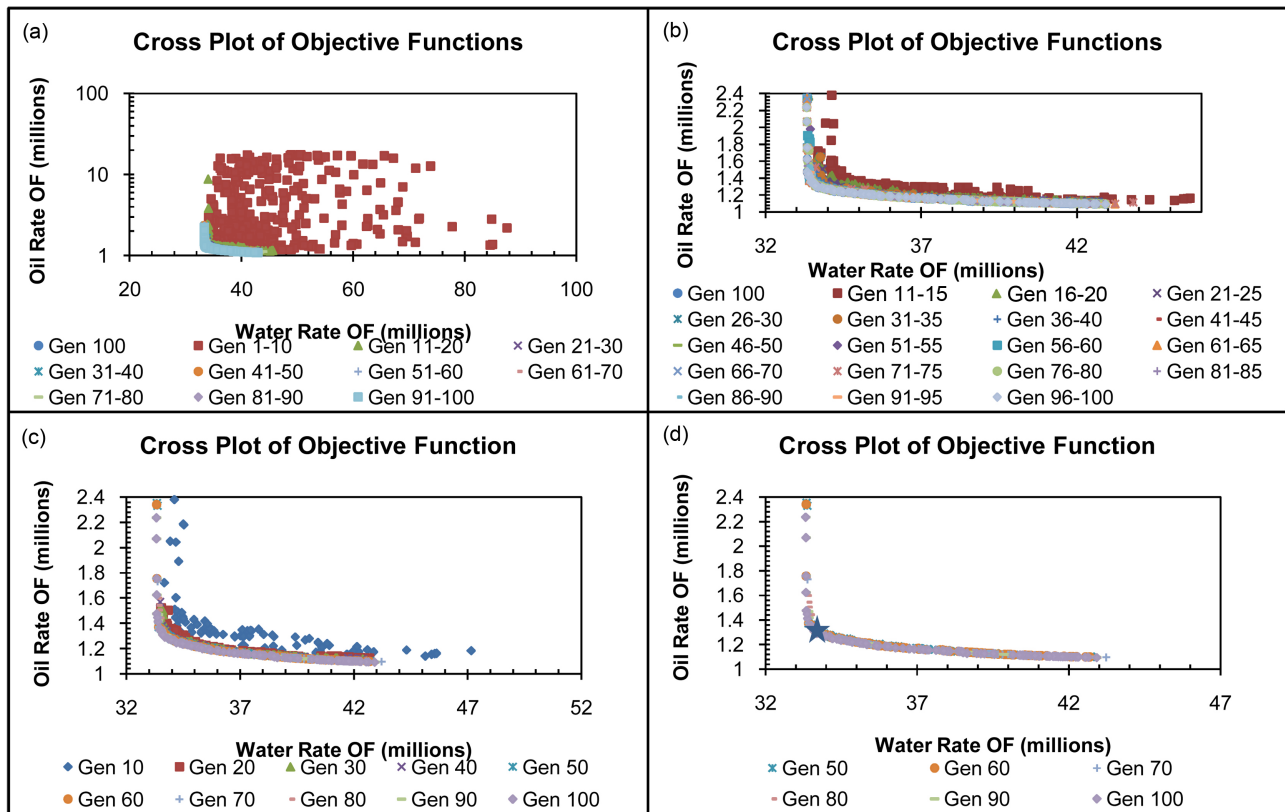 (a)
Cross Plot of Objective Functions
Oil Rate OF (millions)
100
10
1
20 40 60 80 100
Water Rate OF (millions)
Gen 100 Gen 1-10 Gen 11-20 Gen 21-30
Gen 31-40 Gen 41-50 Gen 51-60 Gen 61-70
Gen 71-80 Gen 81-90 Gen 91-100
(b)
Cross Plot of Objective Functions
Oil Rate OF (millions)
2.4
2.2
2
1.8
1.6
1.4
1.2
1
32 37 42
Water Rate OF (millions)
Gen 100 Gen 11-15 Gen 16-20 Gen 21-25
Gen 26-30 Gen 31-35 Gen 36-40 Gen 41-45
Gen 46-50 Gen 51-55 Gen 56-60 Gen 61-65
Gen 66-70 Gen 71-75 Gen 76-80 Gen 81-85
Gen 86-90 Gen 91-95 Gen 96-100
(c)
Cross Plot of Objective Function
Oil Rate OF (millions)
2.4
2.2
2
1.8
1.6
1.4
1.2
1
32 37 42 47 52
Water Rate OF (millions)
Gen 10 Gen 20 Gen 30 Gen 40 Gen 50
Gen 60 Gen 70 Gen 80 Gen 90 Gen 100
(d)
Cross Plot of Objective Function
Oil Rate OF (millions)
2.4
2.2
2
1.8
1.6
1.4
1.2
1
32 37 42 47
Water Rate OF (millions)
Gen 50 Gen 60 Gen 70
Gen 80 Gen 90 Gen 100